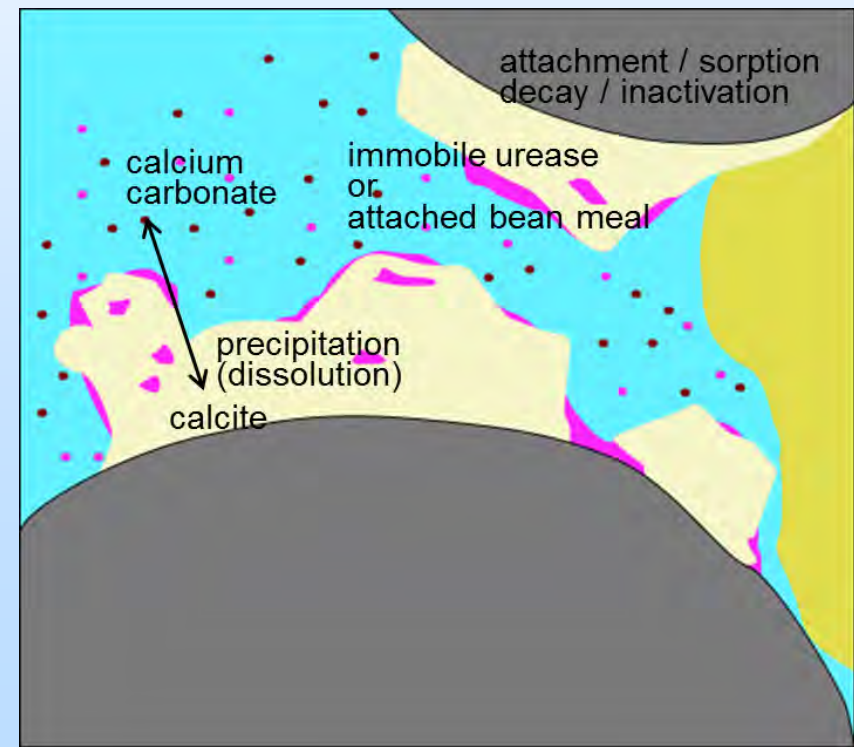 attachment / sorption
decay / inactivation
calcium
carbonate
immobile urease
or
attached bean meal
precipitation
(dissolution)
calcite